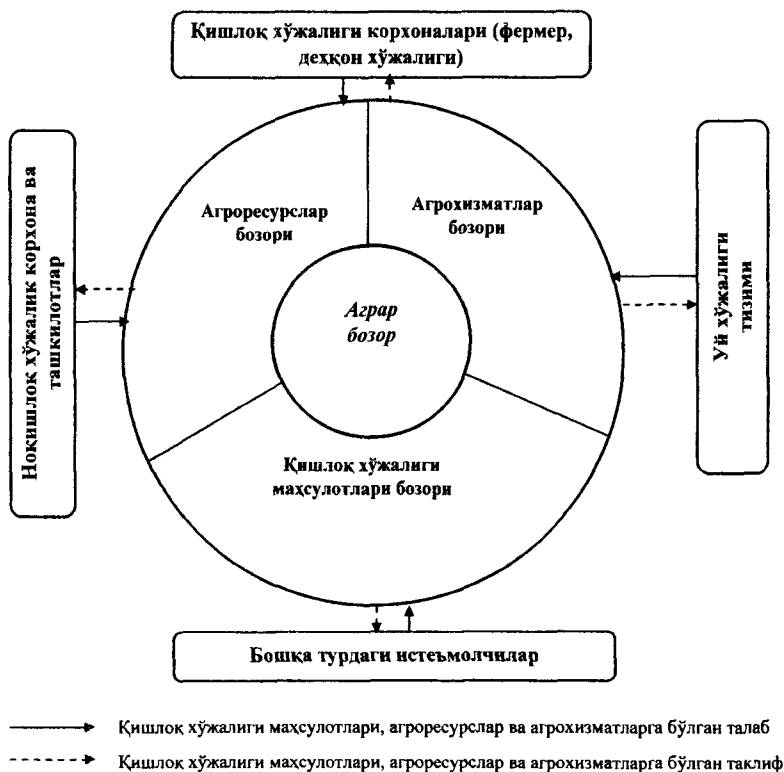 Қишлоқ хўжалиги корхоналари (фермер,
деҳқон хўжалиги)
Ноқишлоқ хўжалик корхона ва
ташкилотлар
Агроресурслар
бозори
Агрохизматлар
бозори
Аграр
бозор
Уй хўжалиги
тизими
Қишлоқ хўжалиги
маҳсулотлари бозори
Бошқа турдаги истеъмолчилар
Қишлоқ хўжалиги маҳсулотлари, агроресурслар ва агрохизматларга бўлган талаб
Қишлоқ хўжалиги маҳсулотлари, агроресурслар ва агрохизматларга бўлган таклиф